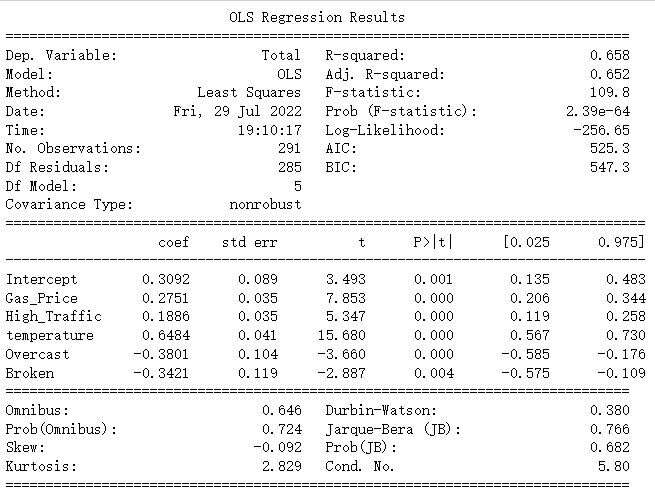 OLS Regression Results
==============================================================================
Dep. Variable: Total R-squared: 0.658
Model: OLS Adj. R-squared: 0.652
Method: Least Squares F-statistic: 109.8
Date: Fri, 29 Jul 2022 Prob (F-statistic): 2.39e-64
Time: 19:10:17 Log-Likelihood: -256.65
No. Observations: 291 AIC: 525.3
Df Residuals: 285 BIC: 547.3
Df Model: 5
Covariance Type: nonrobust
================================================================================
coef std err t P>|t| [0.025 0.975]
--------------------------------------------------------------------------------
Intercept 0.3092 0.089 3.493 0.001 0.135 0.483
Gas_Price 0.2751 0.035 7.853 0.000 0.206 0.344
High_Traffic 0.1886 0.035 5.347 0.000 0.119 0.258
temperature 0.6484 0.041 15.680 0.000 0.567 0.730
Overcast -0.3801 0.104 -3.660 0.000 -0.585 -0.176
Broken -0.3421 0.119 -2.887 0.004 -0.575 -0.109
==============================================================================
Omnibus: 0.646 Durbin-Watson: 0.380
Prob(Omnibus): 0.724 Jarque-Bera (JB): 0.766
Skew: -0.092 Prob(JB): 0.682
Kurtosis: 2.829 Cond. No. 5.80
==============================================================================